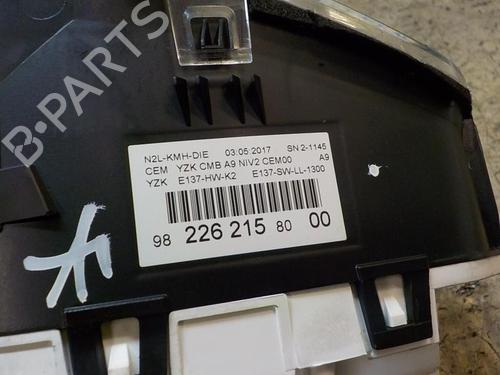 B-PARTS
N2L-KMH-DIE 03:05:2017 SN 2-1145
CEM YZK CMB A9 NIV2 CEM00 A9
YZK E137-HW-K2 E137-SW-LL-1300
98 226 215 80 00